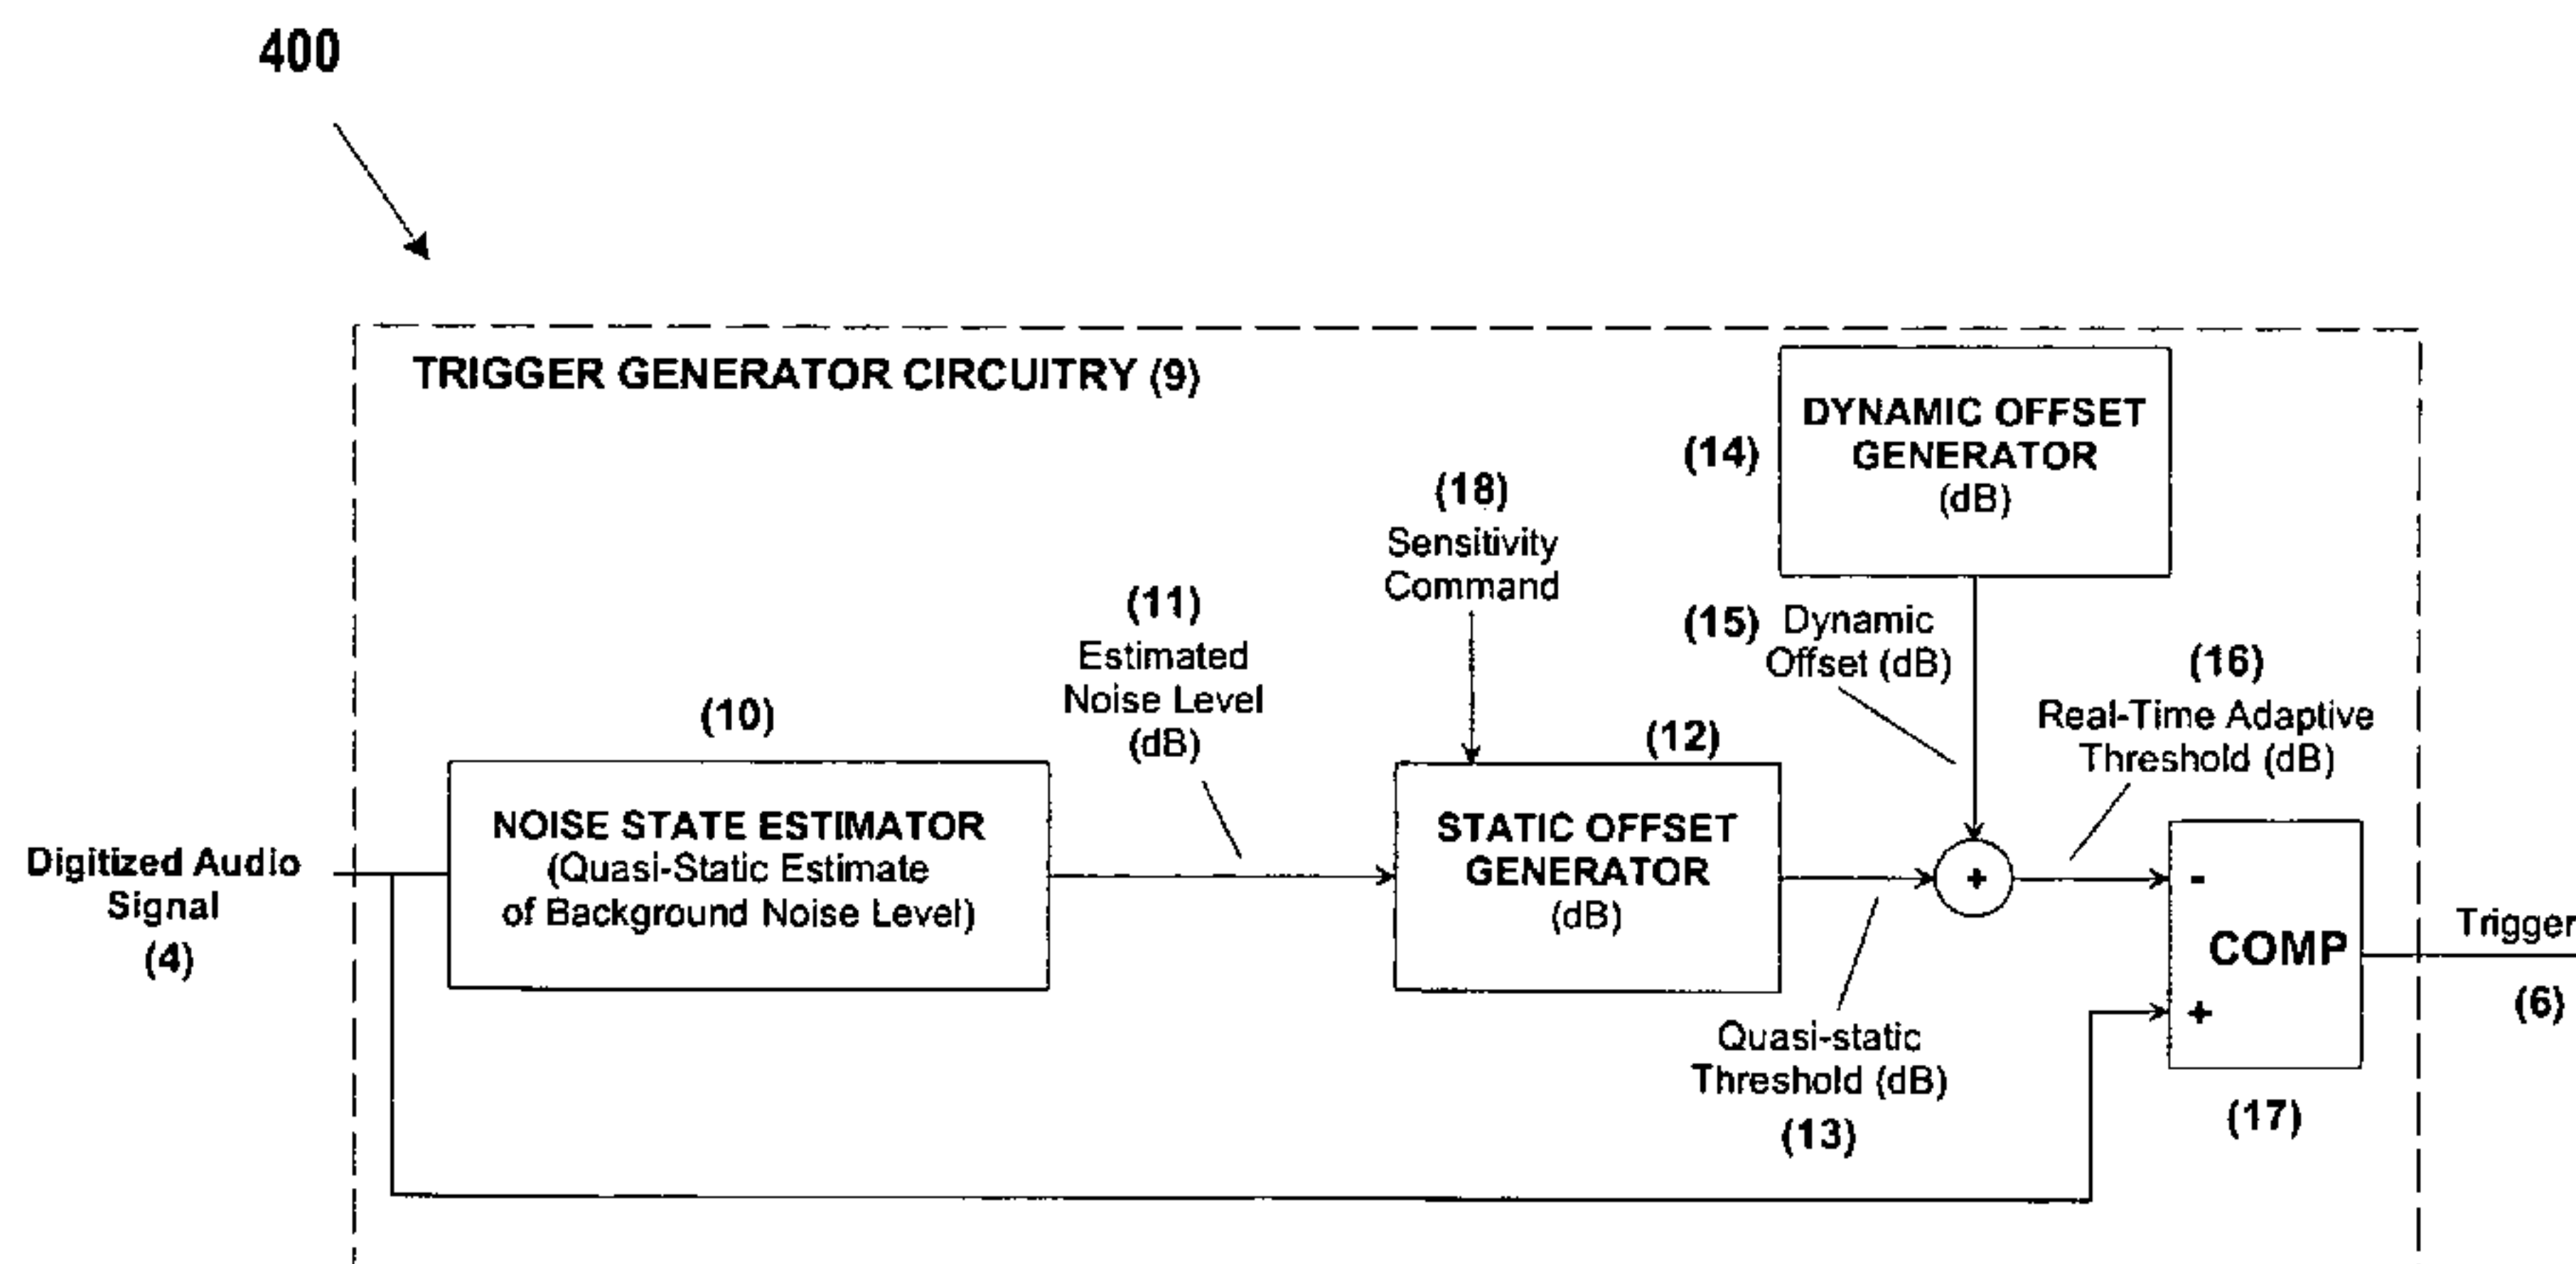 400
TRIGGER GENERATOR CIRCUITRY (9)
DYNAMIC OFFSET
GENERATOR
(dB)
(14)
(18)
Sensitivity
Command
(11)
Estimated
Noise Level
(dB)
(15) Dynamic
Offset (dB)
(16)
Real-Time Adaptive
Threshold (dB)
(10)
(12)
NOISE STATE ESTIMATOR
(Quasi-Static Estimate
of Background Noise Level)
STATIC OFFSET
GENERATOR
(dB)
+
-
COMP
+
Digitized Audio
Signal
(4)
Trigger
(6)
Quasi-static
Threshold (dB)
(13)
(17)